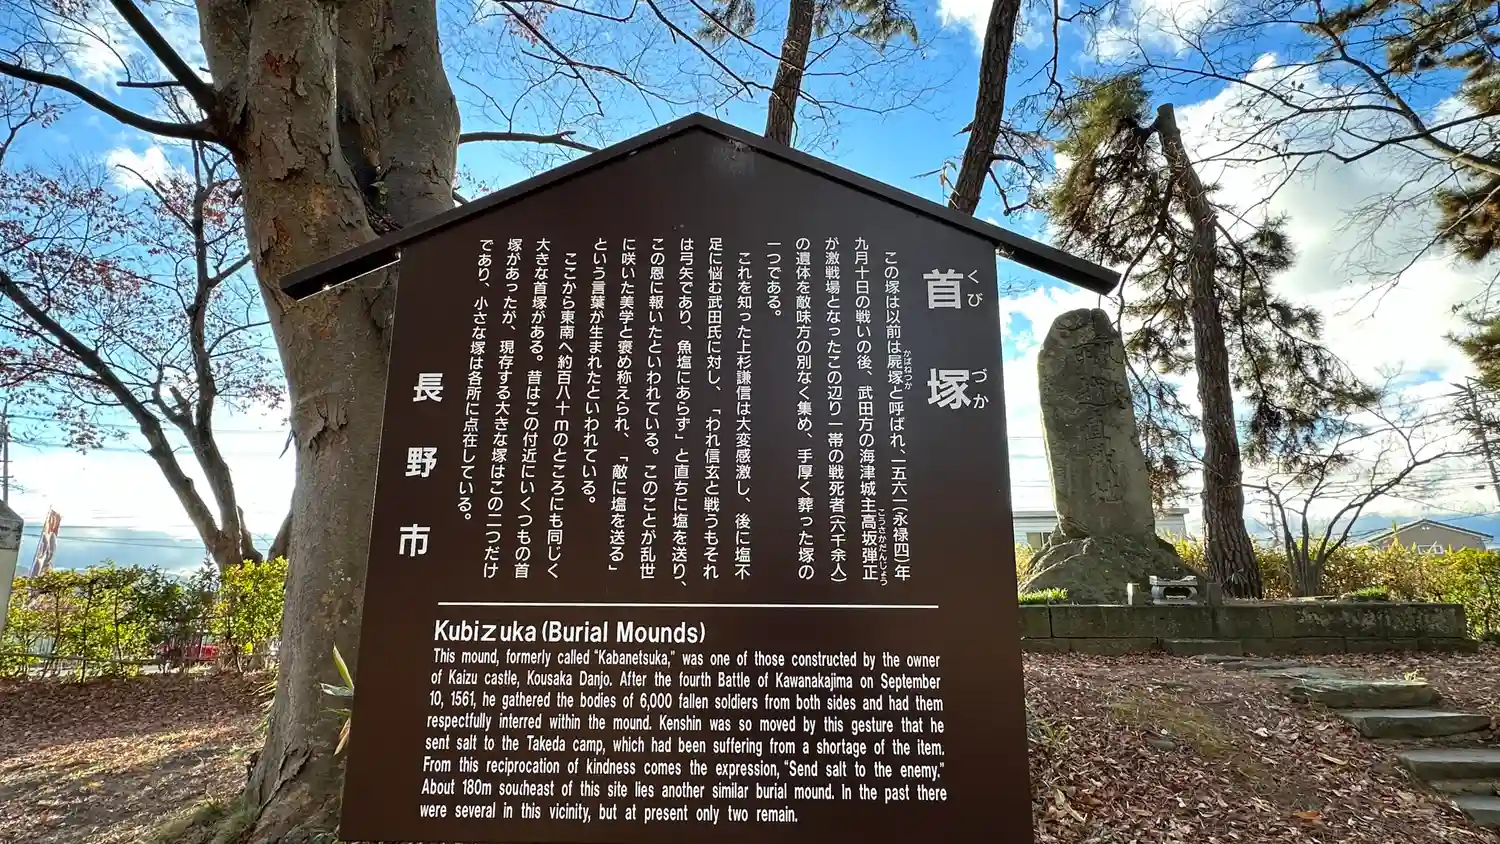 首塚
くびづか
この塚は以前は屍塚と呼ばれ、一五六一(永禄四)年
かばねつか
九月十日の戦いの後、武田方の海津城主高坂弾正
こうさかだんじょう
が激戦場となったこの辺り一帯の戦死者(六千余人)
の遺体を敵味方の別なく集め、手厚く葬った塚の
一つである。
これを知った上杉謙信は大変感激し、後に塩不
足に悩む武田氏に対し、「われ信玄と戦うもそれ
は弓矢であり、魚塩にあらず」と直ちに塩を送り、
この恩に報いたといわれている。このことが乱世
に咲いた美学と褒め称えられ、「敵に塩を送る」
という言葉が生まれたといわれている。
ここから東南へ約百八十mのところにも同じく
大きな首塚がある。昔はこの付近にいくつもの首
塚があったが、現存する大きな塚はこの二つだけ
であり、小さな塚は各所に点在している。
長野市
Kubizuka (Burial Mounds)
This mound, formerly called "Kabanetsuka," was one of those constructed by the owner
of Kaizu castle, Kousaka Danjo. After the fourth Battle of Kawanakajima on September
10, 1561, he gathered the bodies of 6,000 fallen soldiers from both sides and had them
respectfully interred within the mound. Kenshin was so moved by this gesture that he
sent salt to the Takeda camp, which had been suffering from a shortage of the item.
From this reciprocation of kindness comes the expression, "Send salt to the enemy."
About 180m southeast of this site lies another similar burial mound. In the past there
were several in this vicinity, but at present only two remain.